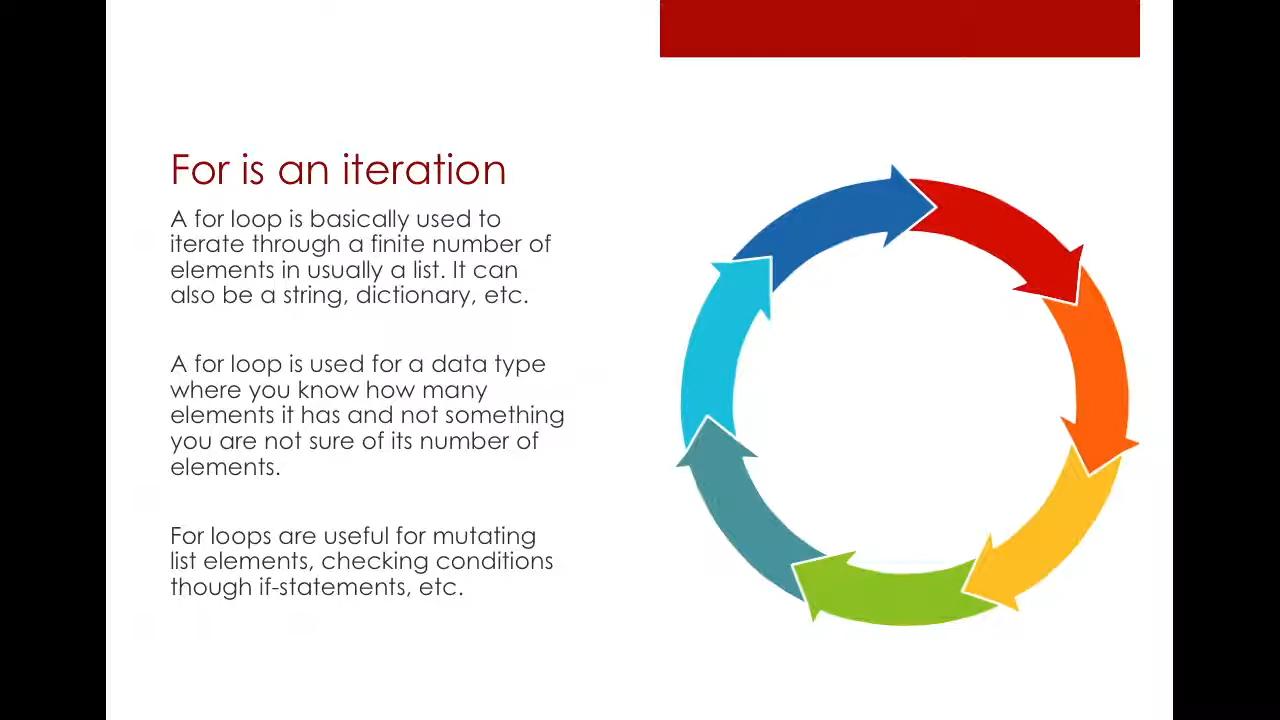 For is an iteration
A for loop is basically used to
iterate through a finite number of
elements in usually a list. It can
also be a string, dictionary, etc.
A for loop is used for a data type
where you know how many
elements it has and not something
you are not sure of its number of
elements.
For loops are useful for mutating
list elements, checking conditions
though if-statements, etc.